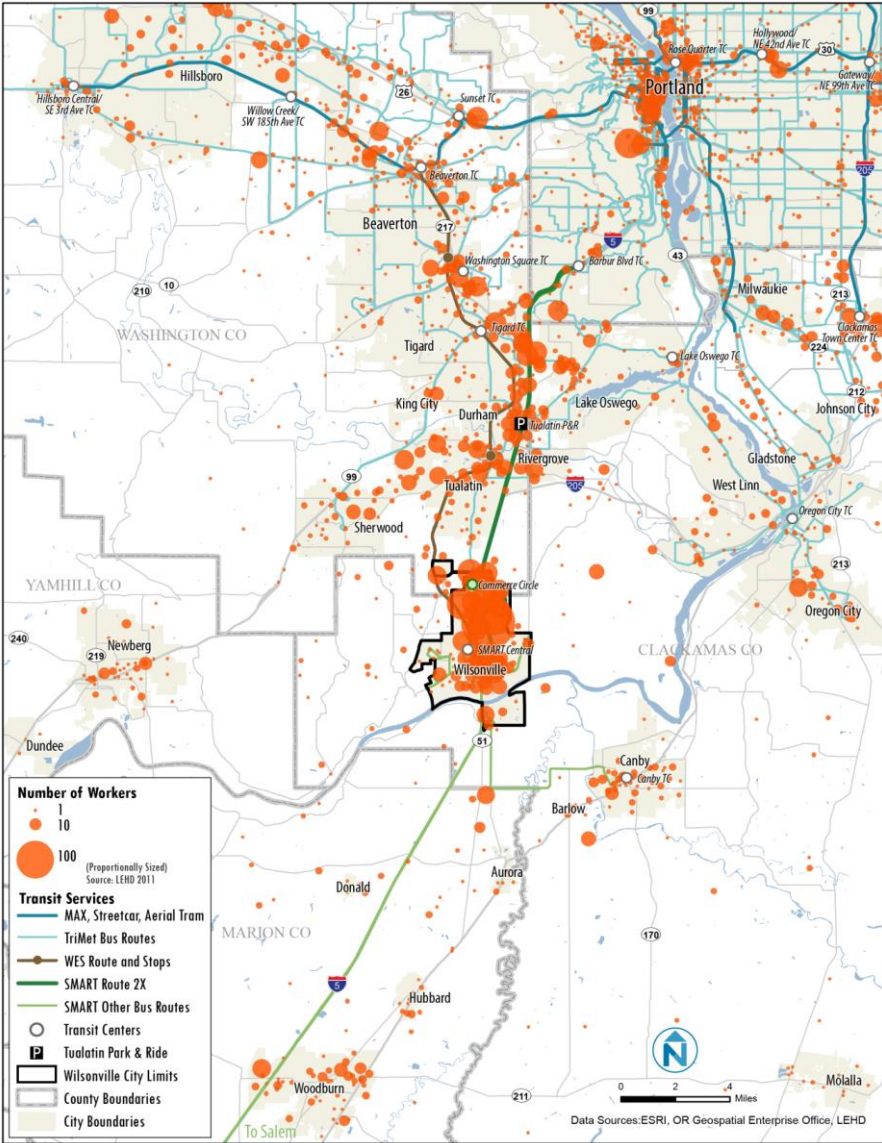 99
Hollywood/
NE 42nd Ave TC
Rose Quarter TC
30
Hillsboro
Portland
Gateway/
NE 99th Ave TC
Hillsboro Central/
SE 3rd Ave TC
26
Sunset TC
Willow Creek/
SW 185th Ave TC
Beaverton TC
205
Beaverton
217
5
43
Washington Square TC
Barbur Blvd TC
210
10
Milwaukie
213
WASHINGTON CO
Tigard TC
Clackamas
Town Center TC
Tigard
224
Lake Oswego TC
212
King City
Lake Oswego
Johnson City
Durham
P
Tualatin P&R
Rivergrove
Gladstone
99
Tualatin
205
West Linn
Oregon City TC
Sherwood
213
YAMHILL CO
Commerce Circle
Oregon City
240
Newberg
219
SMART Central
CLACKAMAS CO
Wilsonville
Dundee
51
Canby
Canby TC
Barlow
Aurora
Donald
MARION CO
170
5
Hubbard
Woodburn
211
Molalla
To Salem
Number of Workers
1
10
100
(Proportionally Sized)
Source: LEHD 2011
Transit Services
MAX, Streetcar, Aerial Tram
TriMet Bus Routes
WES Route and Stops
SMART Route 2X
SMART Other Bus Routes
Transit Centers
P Tualatin Park & Ride
Wilsonville City Limits
County Boundaries
City Boundaries
N
0 2 4
Miles
Data Sources:ESRI, OR Geospatial Enterprise Office, LEHD